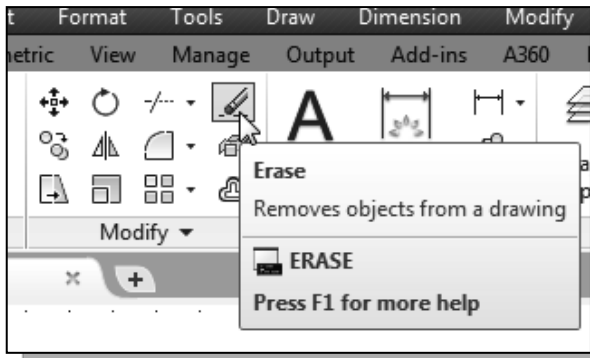 Format Tools Draw Dimension Modify
View Manage Output Add-ins A360
A
Erase
Removes objects from a drawing
ERASE
Press F1 for more help
Modify